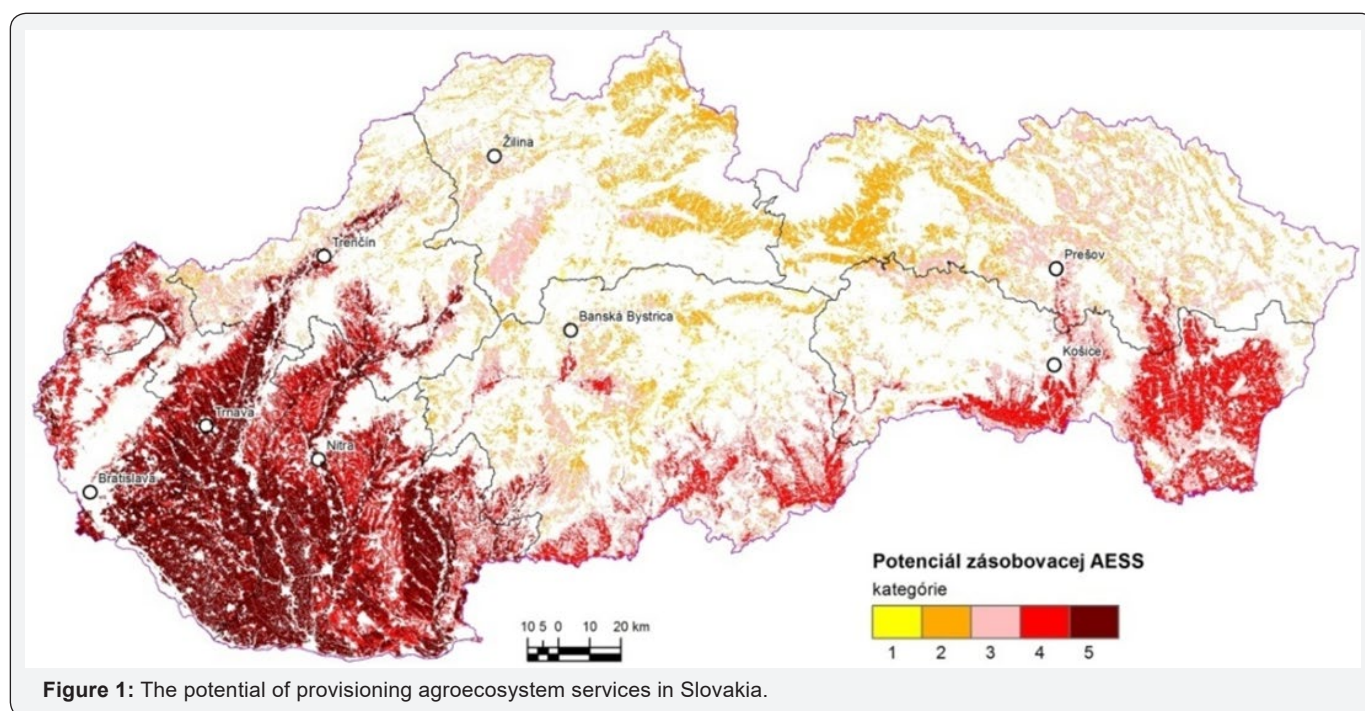 Žilina
Trenčín
Prešov
Banská Bystrica
Košice
Trnava
Nitra
Bratislava
Potenciál zásobovacej AESS
kategórie
1 2 3 4 5
10 5 0 10 20 km
Figure 1: The potential of provisioning agroecosystem services in Slovakia.